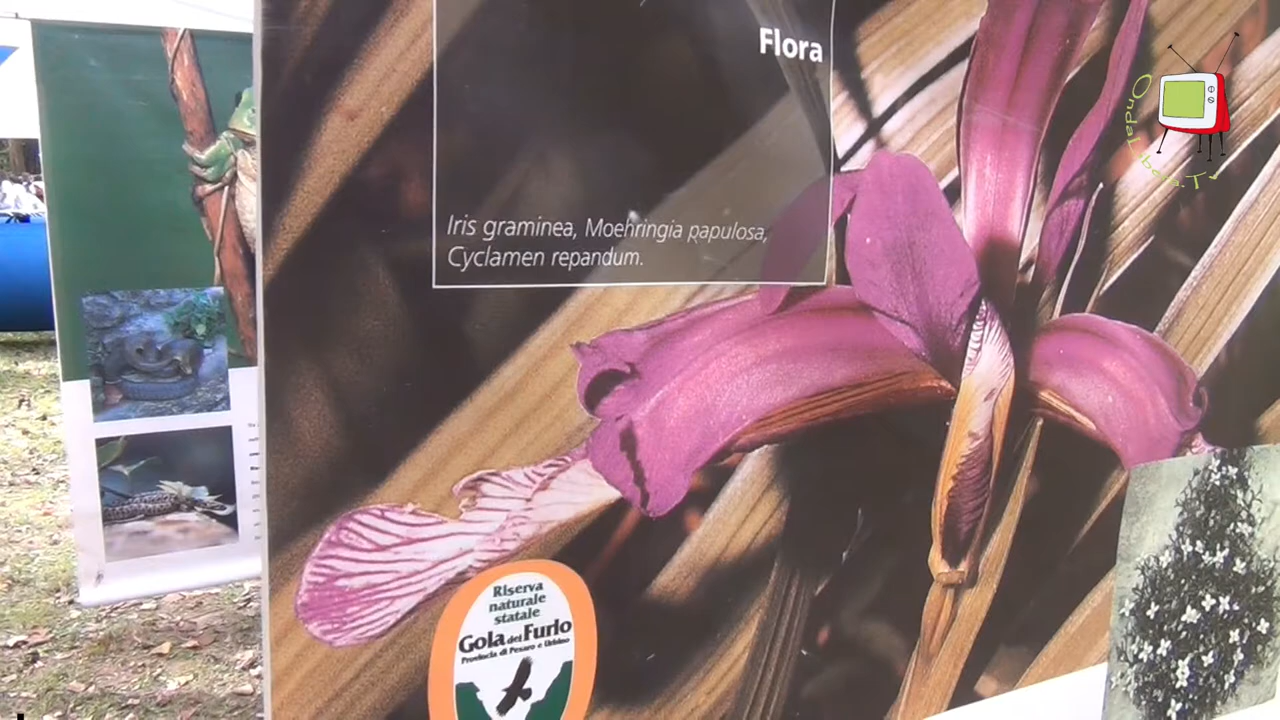 Flora
Iris graminea, Moehringia papulosa,
Cyclamen repandum.
Riserva
naturale
statale
Gola del Furlo
Provincia di Pesaro e Urbino